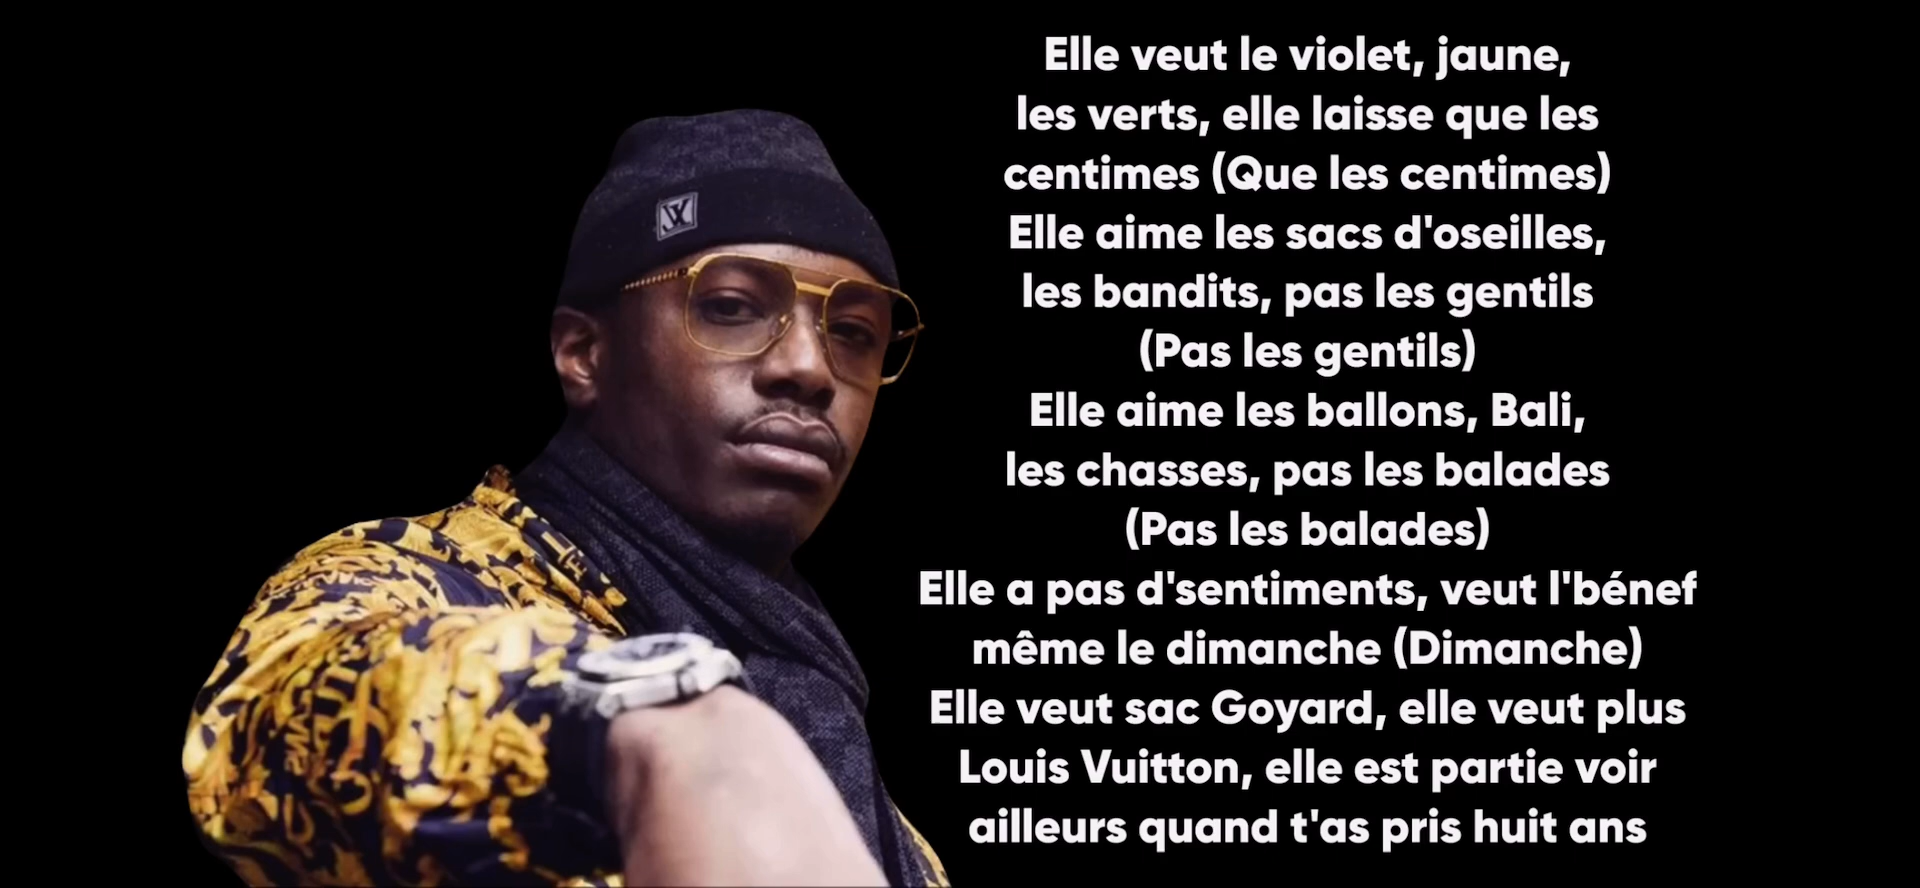 Elle veut le violet, jaune,
les verts, elle laisse que les
centimes (Que les centimes)
Elle aime les sacs d'oseilles,
les bandits, pas les gentils
(Pas les gentils)
Elle aime les ballons, Bali,
les chasses, pas les balades
(Pas les balades)
Elle a pas d'sentiments, veut l'bénef
même le dimanche (Dimanche)
Elle veut sac Goyard, elle veut plus
Louis Vuitton, elle est partie voir
ailleurs quand t'as pris huit ans